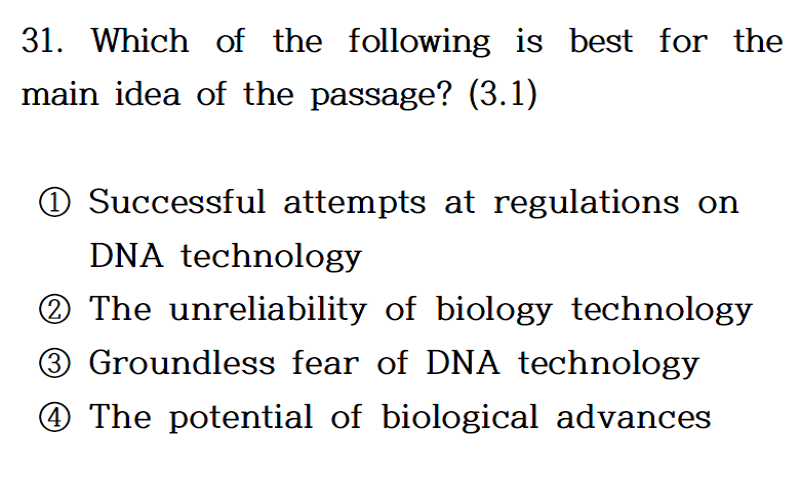 31. Which of the following is best for the
main idea of the passage? (3.1)
① Successful attempts at regulations on
DNA technology
② The unreliability of biology technology
③ Groundless fear of DNA technology
④ The potential of biological advances